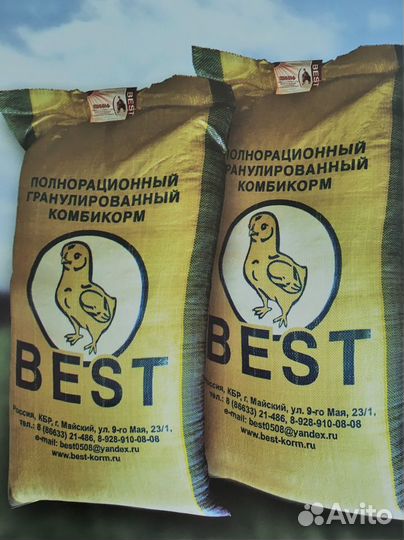 BEST
ПОЛНОРАЦИОННЫЙ
ГРАНУЛИРОВАННЫЙ
КОМБИКОРМ
BEST
Россия, КБР, г. Майский, ул. 9-го Мая, 23/1,
тел.: 8 (86633) 21-486, 8-928-910-08-08
e-mail: best0508@yandex.ru
www.best-korm.ru
BEST
ПОЛНОРАЦИОННЫЙ
ГРАНУЛИРОВАННЫЙ
КОМБИКОРМ
BEST
Россия, КБР, г. Майский, ул. 9-го Мая, 23/1,
тел.: 8 (86633) 21-486, 8-928-910-08-08
e-mail: best0508@yandex.ru
www.best-korm.ru
Avito